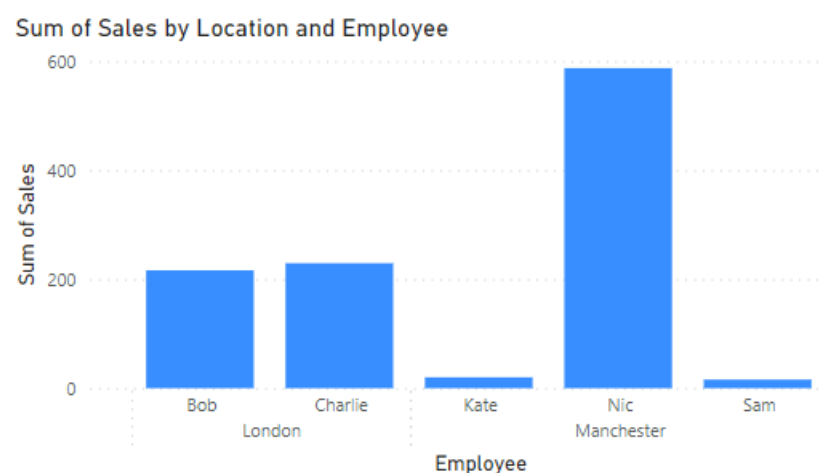 Sum of Sales by Location and Employee
600
400
200
0
Sum of Sales
Bob Charlie Kate Nic Sam
London Manchester
Employee